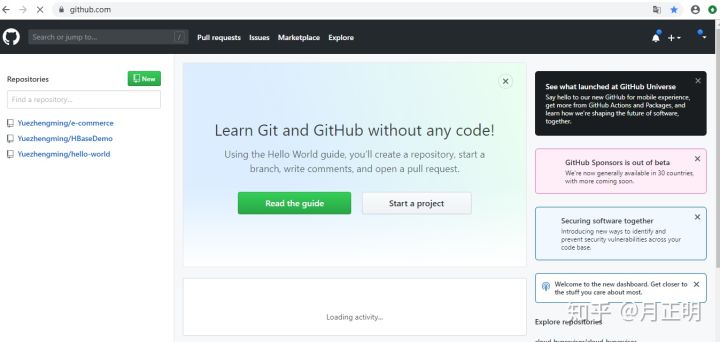 github.com
Search or jump to...
/
Pull requests
Issues
Marketplace
Explore
Repositories
New
Find a repository...
Yuezhengming/e-commerce
Yuezhengming/HBaseDemo
Yuezhengming/hello-world
Learn Git and GitHub without any code!
Using the Hello World guide, you'll create a repository, start a
branch, write comments, and open a pull request.
Read the guide
Start a project
Loading activity...
See what launched at GitHub Universe
Say hello to our new GitHub for mobile experience,
get more from GitHub Actions and Packages, and
learn how we're shaping the future of software,
together.
GitHub Sponsors is out of beta
We're now generally available in 30 countries,
with more coming soon.
Securing software together
Introducing new ways to identify and
prevent security vulnerabilities across your
code base.
Welcome to the new dashboard. Get closer to
the stuff you care about most.
Explore repositories
知乎 @月正明